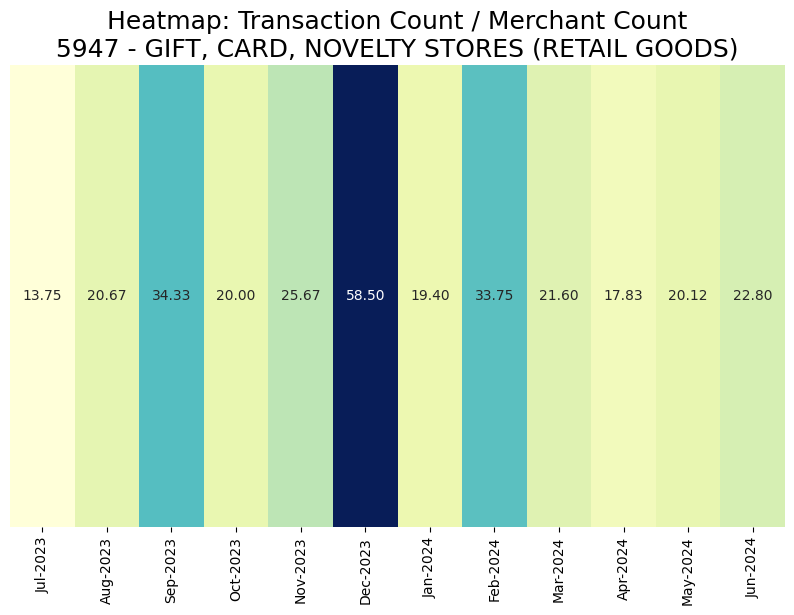 Heatmap: Transaction Count / Merchant Count
5947 - GIFT, CARD, NOVELTY STORES (RETAIL GOODS)
13.75 20.67 34.33 20.00 25.67 58.50 19.40 33.75 21.60 17.83 20.12 22.80
Jul-2023 Aug-2023 Sep-2023 Oct-2023 Nov-2023 Dec-2023 Jan-2024 Feb-2024 Mar-2024 Apr-2024 May-2024 Jun-2024